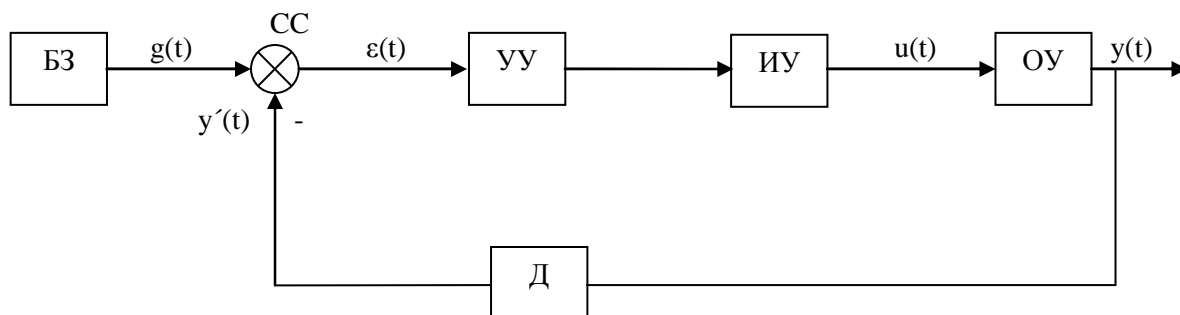 СС
БЗ
g(t)
ε(t)
УУ
ИУ
u(t)
ОУ
y(t)
y´(t)
-
Д